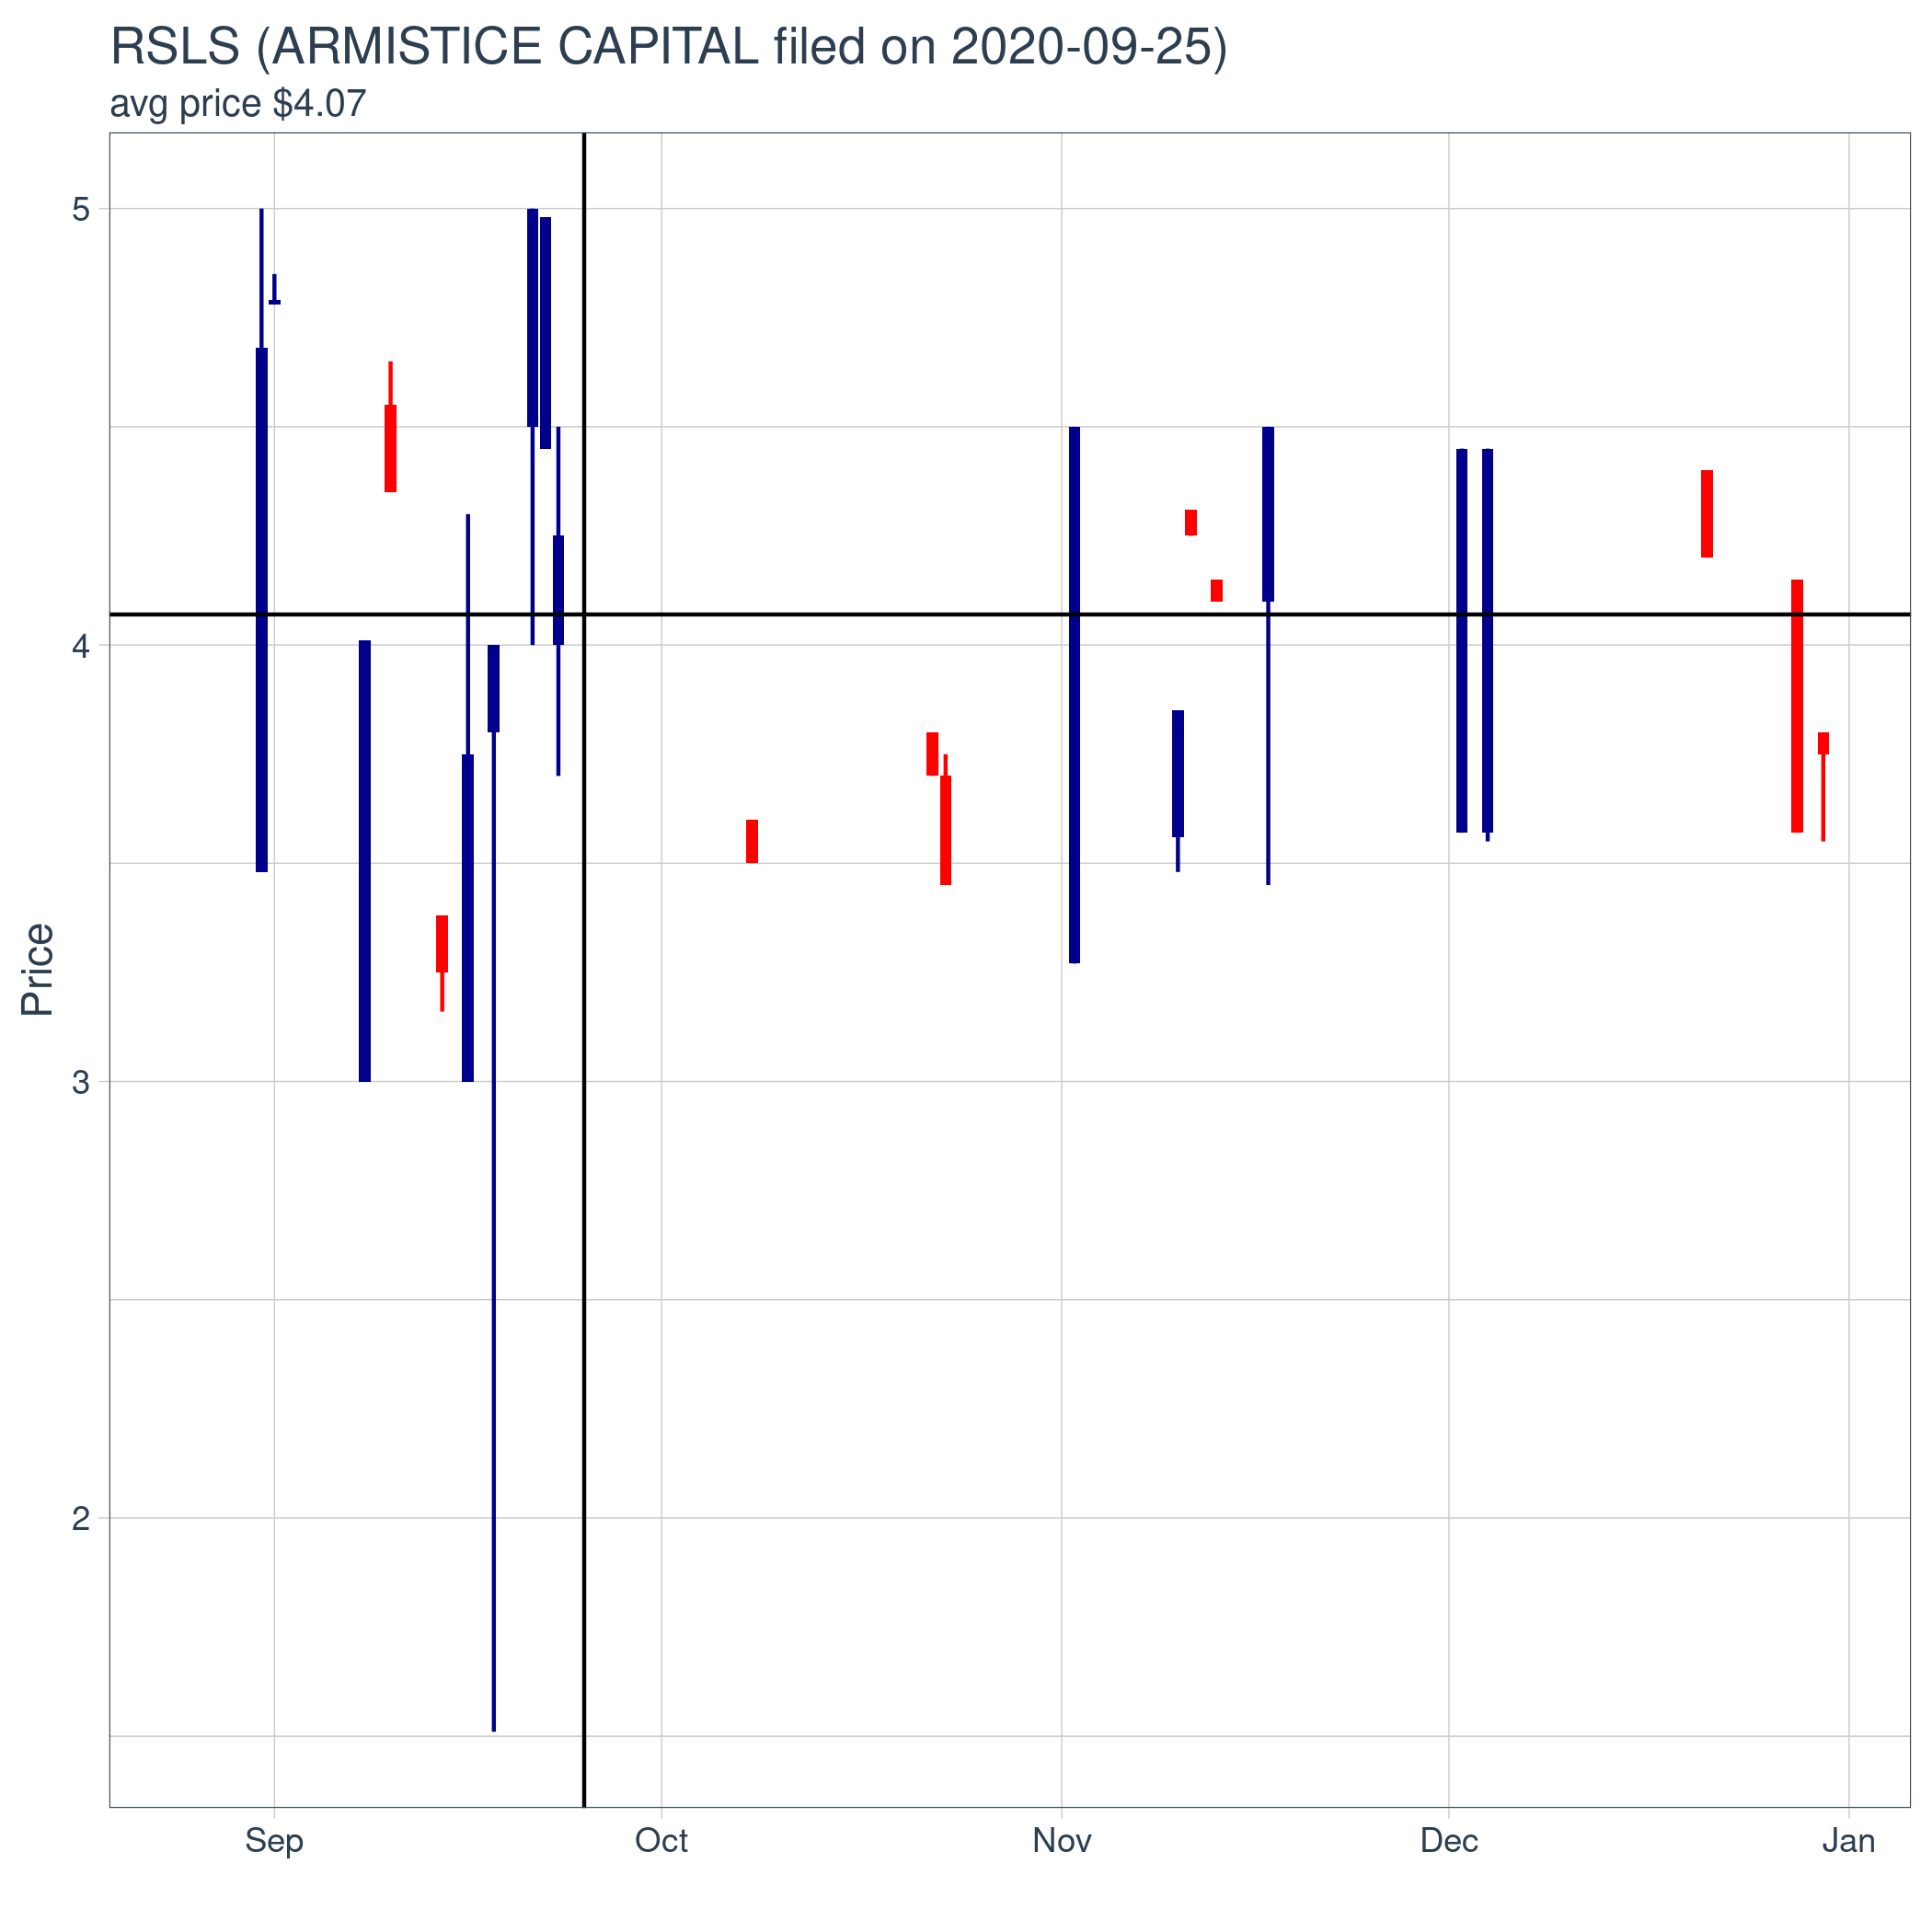 RSLS (ARMISTICE CAPITAL filed on 2020-09-25)
avg price $4.07
5
4
3
2
Price
Sep Oct Nov Dec Jan